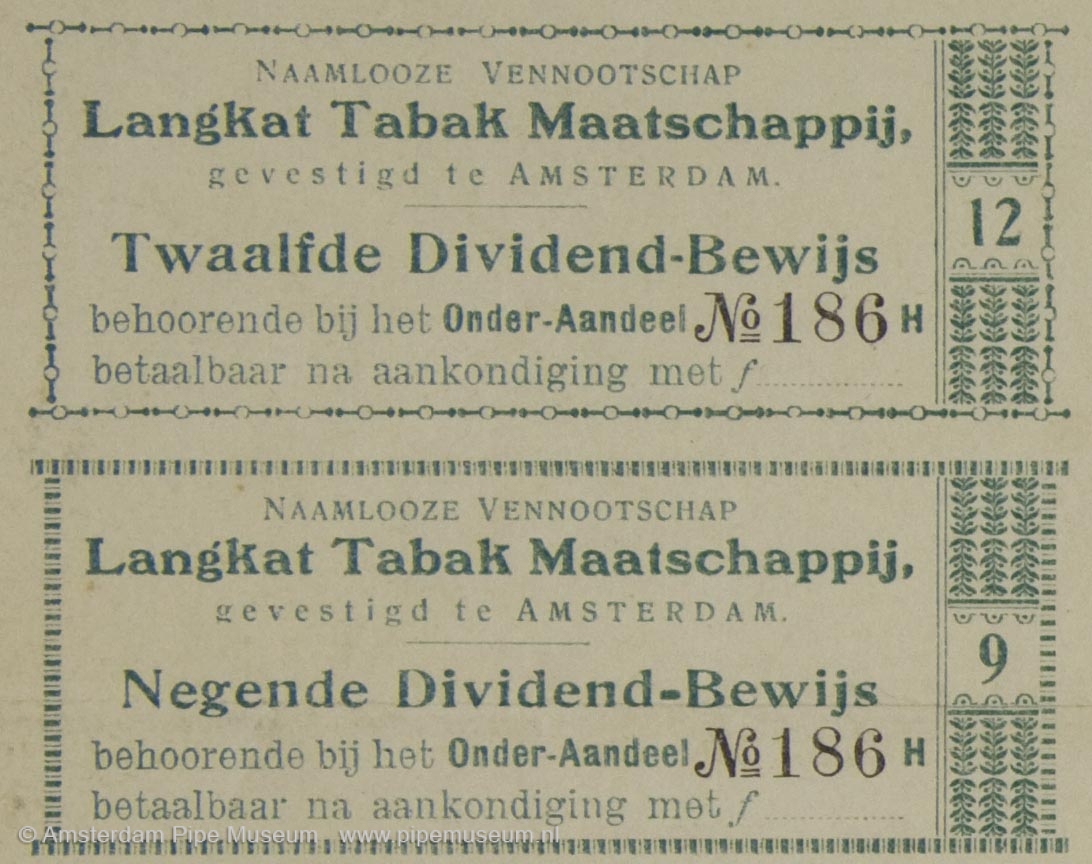 NAAMLOOZE VENNOOTSCHAP
Langkat Tabak Maatschappij,
gevestigd te AMSTERDAM.
Twaalfde Dividend-Bewijs
behoorende bij het Onder-Aandeel No 186 H
betaalbaar na aankondiging met f
12
NAAMLOOZE VENNOOTSCHAP
Langkat Tabak Maatschappij,
gevestigd te AMSTERDAM.
Negende Dividend-Bewijs
behoorende bij het Onder-Aandeel No 186 H
betaalbaar na aankondiging met f
9
© Amsterdam Pipe Museum www.pipemuseum.nl